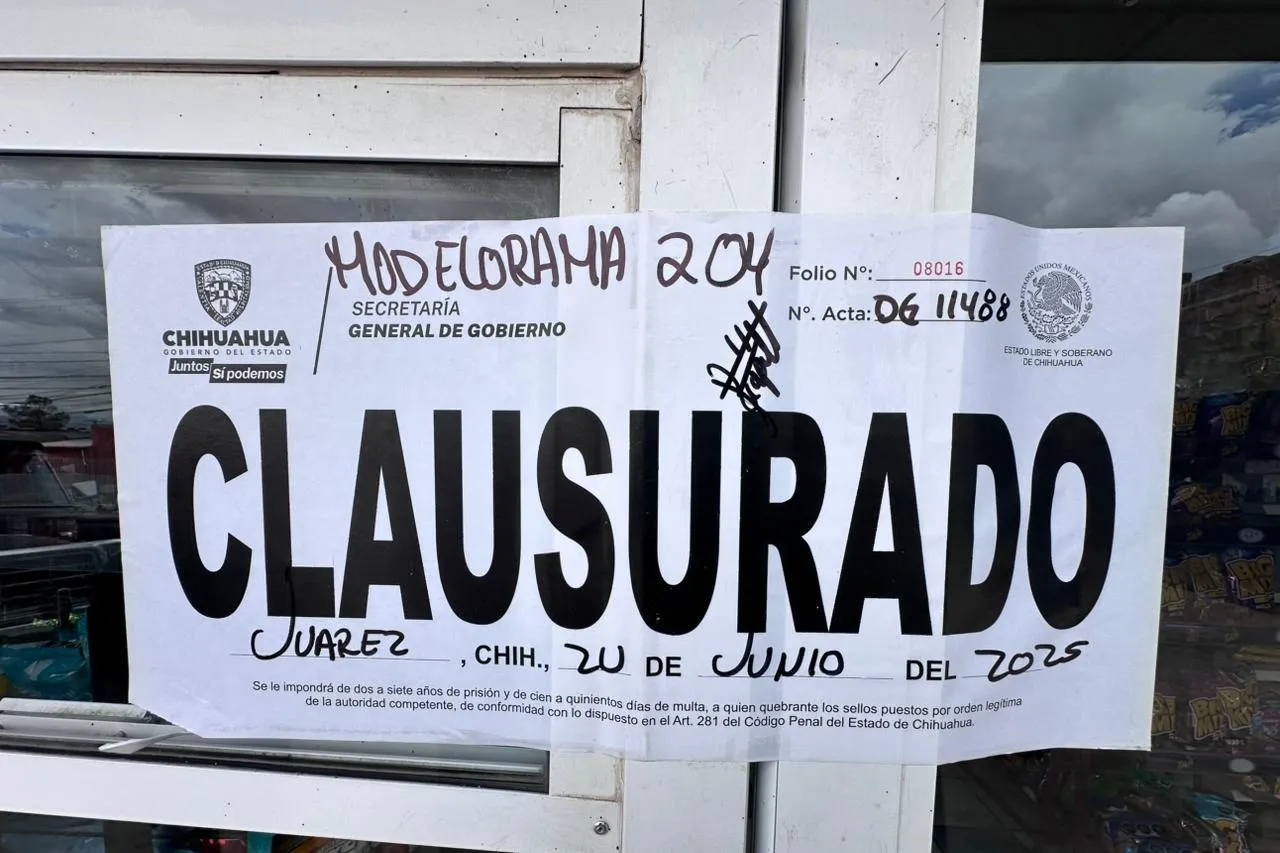 MODELORAMA 204
CHIHUAHUA
GOBIERNO DEL ESTADO
Juntos Sí podemos
SECRETARÍA
GENERAL DE GOBIERNO
Folio N°: 08016
N°. Acta: DG 11488
ESTADOS UNIDOS MEXICANOS
ESTADO LIBRE Y SOBERANO
DE CHIHUAHUA
CLAUSURADO
JUAREZ, CHIH., 20 DE JUNIO DEL 2025
Se le impondrá de dos a siete años de prisión y de cien a quinientos días de multa, a quien quebrante los sellos puestos por orden legítima
de la autoridad competente, de conformidad con lo dispuesto en el Art. 281 del Código Penal del Estado de Chihuahua.